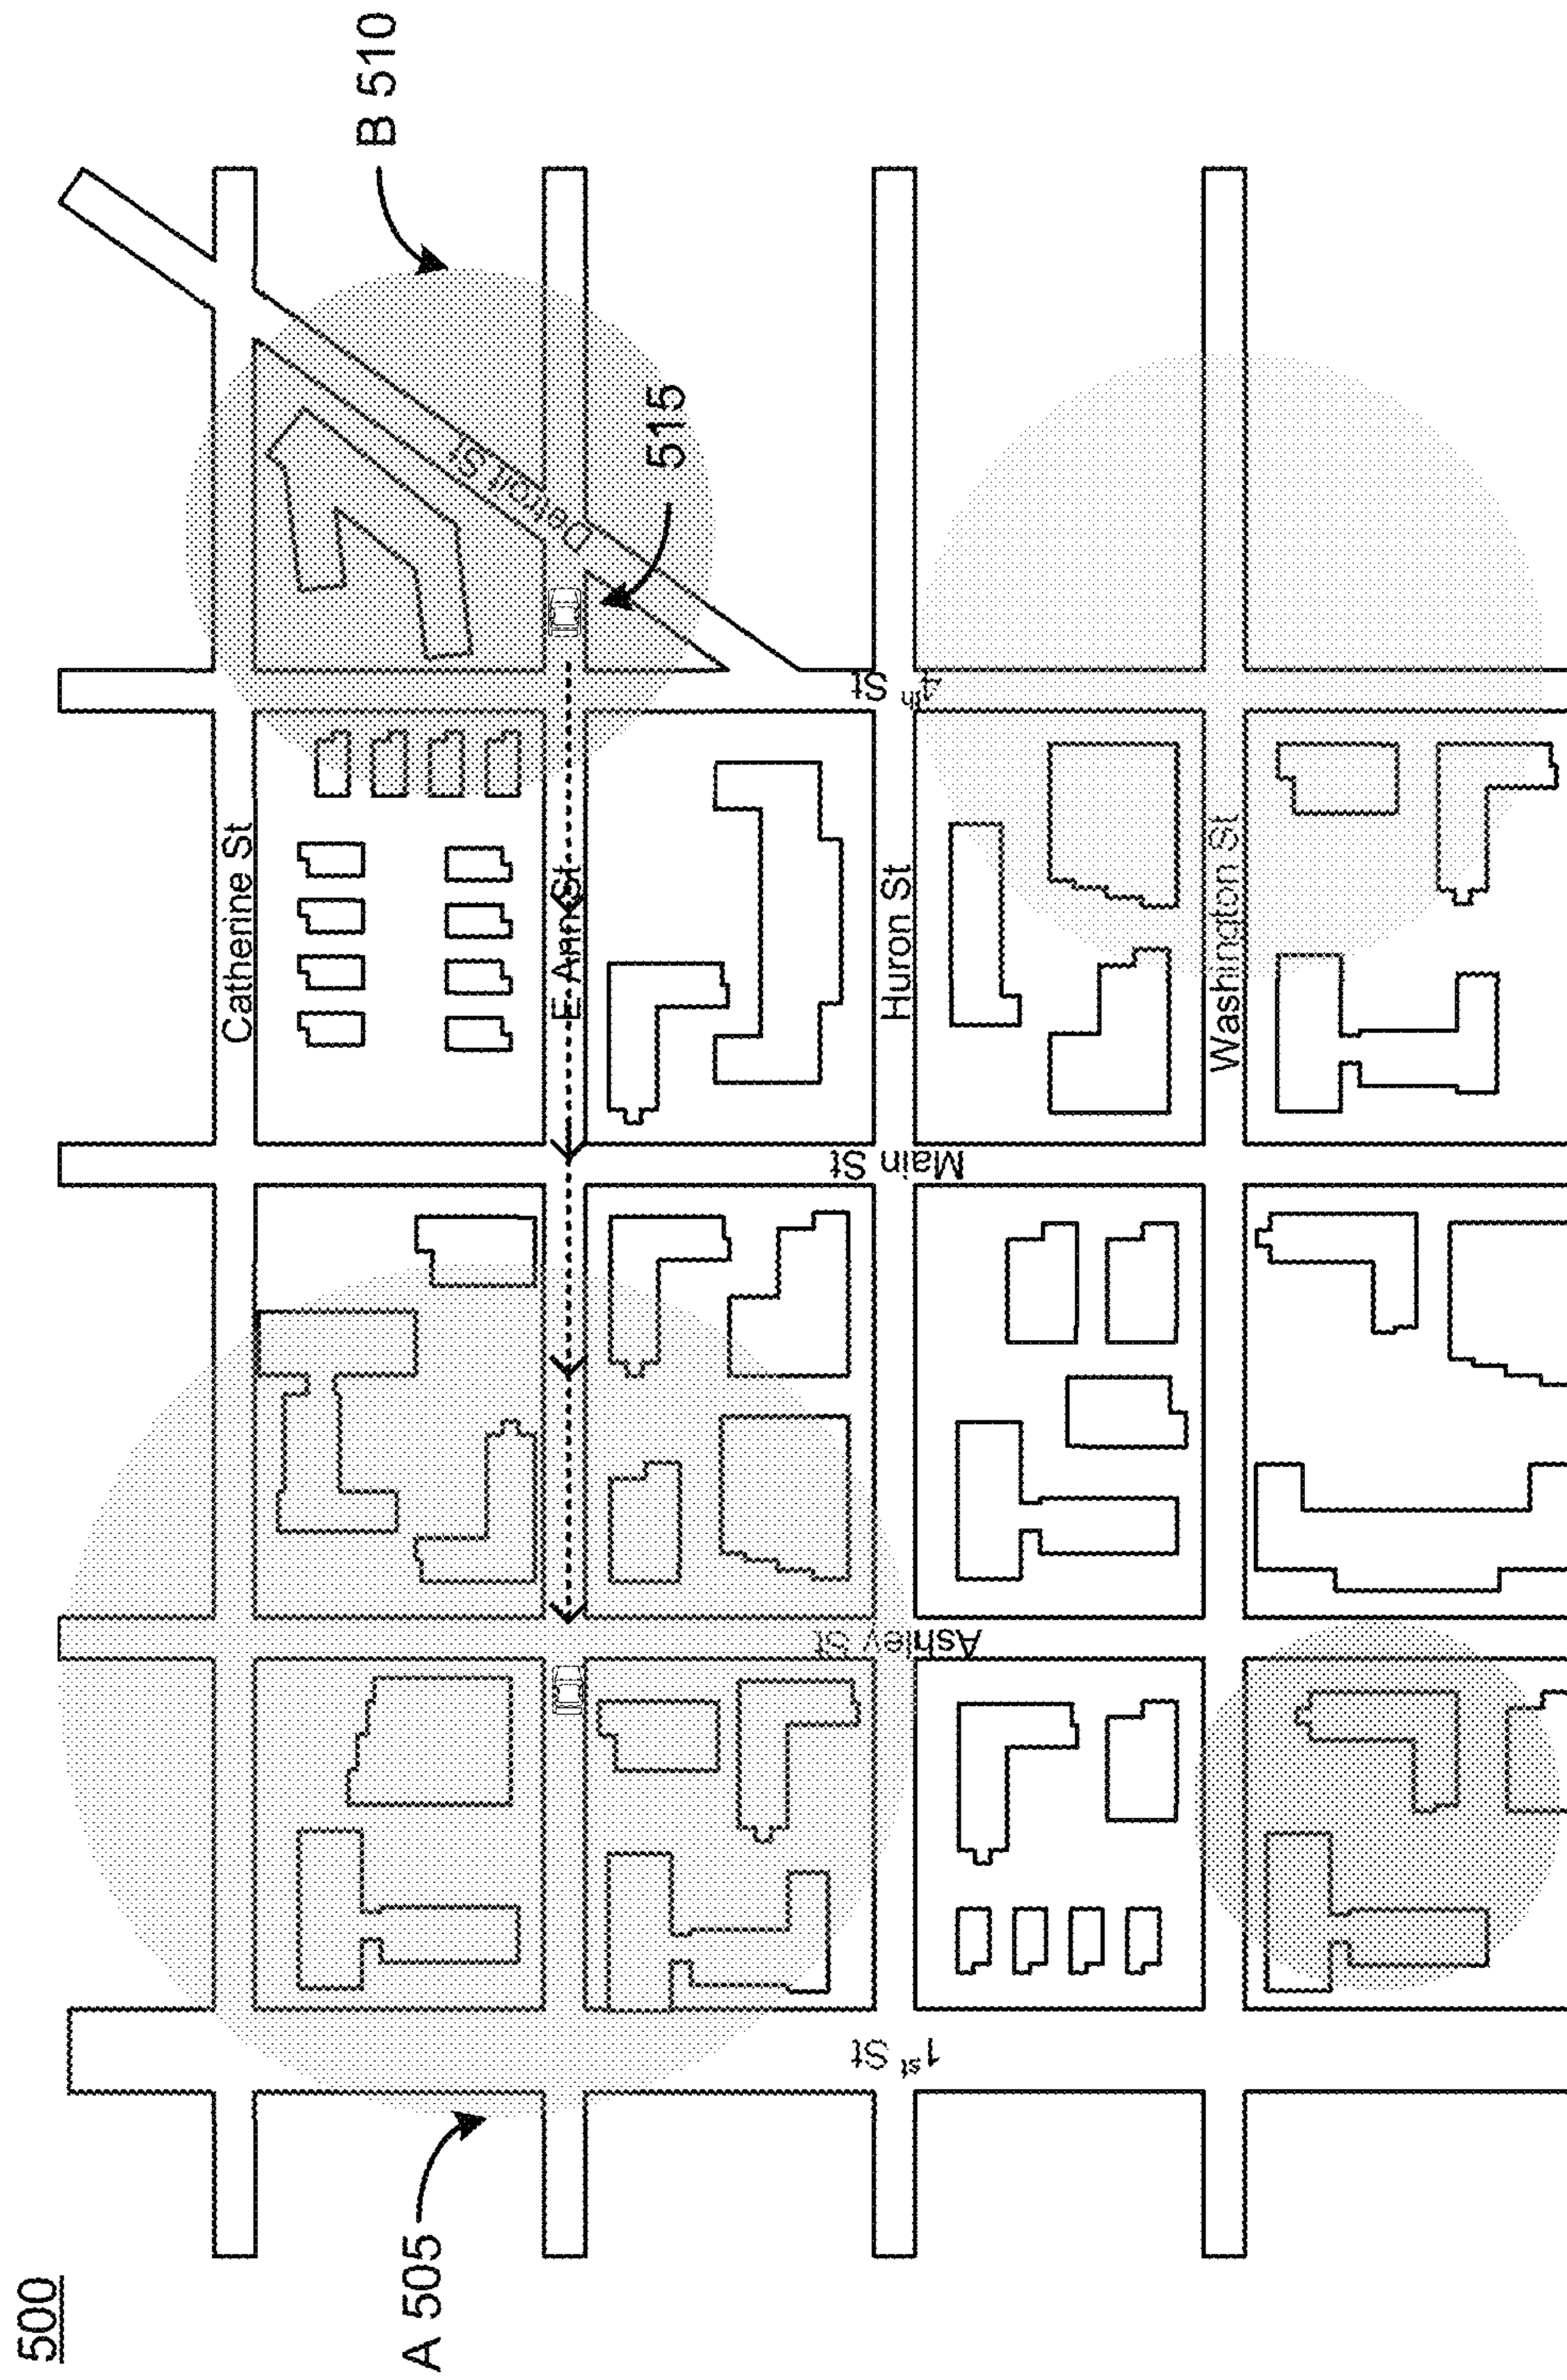 500
A 505
B 510
515
Catherine St
E Ann St
Huron St
Washington St
Detroit St
4th St
Main St
Ashley St
1st St